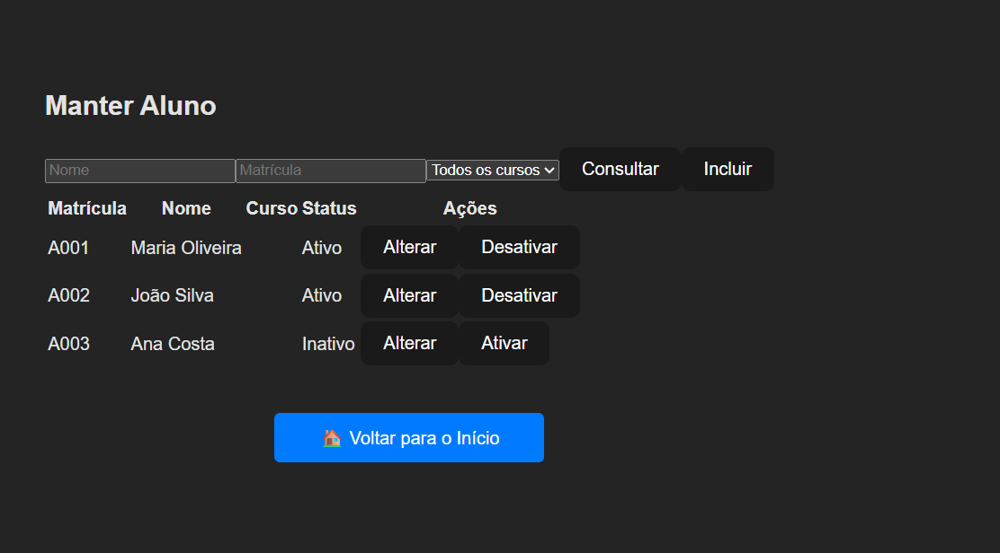 Manter Aluno
Nome Matrícula Todos os cursos Consultar Incluir
Matrícula Nome Curso Status Ações
A001 Maria Oliveira Ativo Alterar Desativar
A002 João Silva Ativo Alterar Desativar
A003 Ana Costa Inativo Alterar Ativar
🏠 Voltar para o Início